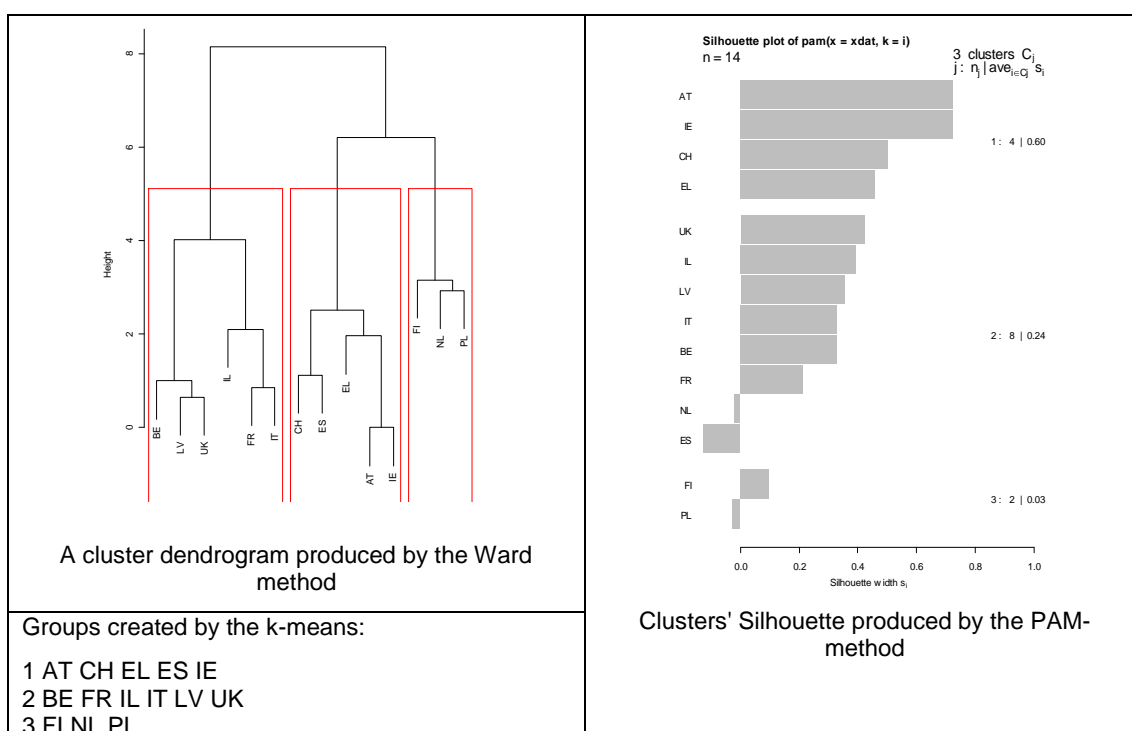 8
6
4
2
0
Height
BE
LV
UK
IL
FR
IT
CH
ES
EL
AT
IE
FI
NL
PL
A cluster dendrogram produced by the Ward
method
Groups created by the k-means:
1 AT CH EL ES IE
2 BE FR IL IT LV UK
3 FI NL PL
Silhouette plot of pam(x = xdat, k = i)
n = 14
3 clusters Cj
j : nj | avei∈Cj si
AT
IE
CH
EL
1 : 4 | 0.60
UK
IL
LV
IT
BE
FR
NL
ES
2 : 8 | 0.24
FI
PL
3 : 2 | 0.03
0.0 0.2 0.4 0.6 0.8 1.0
Silhouette width si
Clusters' Silhouette produced by the PAM-
method